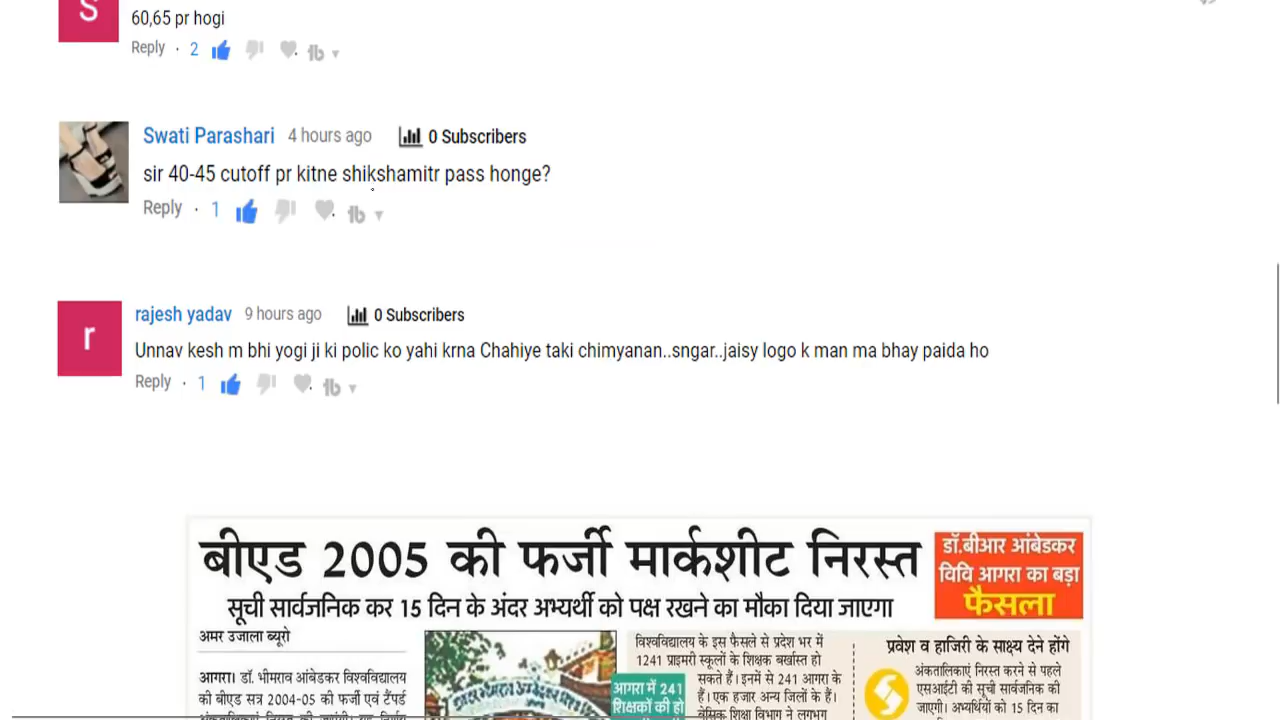 S
60,65 pr hogi
Reply · 2
Swati Parashari 4 hours ago 0 Subscribers
sir 40-45 cutoff pr kitne shikshamitr pass honge?
Reply · 1
r
rajesh yadav 9 hours ago 0 Subscribers
Unnav kesh m bhi yogi ji ki polic ko yahi krna Chahiye taki chimyanan..sngar..jaisy logo k man ma bhay paida ho
Reply · 1
बीएड 2005 की फर्जी मार्कशीट निरस्त
सूची सार्वजनिक कर 15 दिन के अंदर अभ्यर्थी को पक्ष रखने का मौका दिया जाएगा
डॉ.बीआर आंबेडकर
विवि आगरा का बड़ा
फैसला
अमर उजाला ब्यूरो
आगरा। डॉ. भीमराव आंबेडकर विश्वविद्यालय
की बीएड सत्र 2004-05 की फर्जी एवं टैंपर्ड
आगरा में 241
शिक्षकों की हो
विश्वविद्यालय के इस फैसले से प्रदेश भर में
1241 प्राइमरी स्कूलों के शिक्षक बर्खास्त हो
सकते हैं। इनमें से 241 आगरा के
हैं। एक हजार अन्य जिलों के हैं।
बेसिक शिक्षा विभाग ने लगभग
प्रवेश व हाजिरी के साक्ष्य देने होंगे
अंकतालिकाएं निरस्त करने से पहले
एसआईटी की सूची सार्वजनिक की
जाएगी। अभ्यर्थियों को 15 दिन का